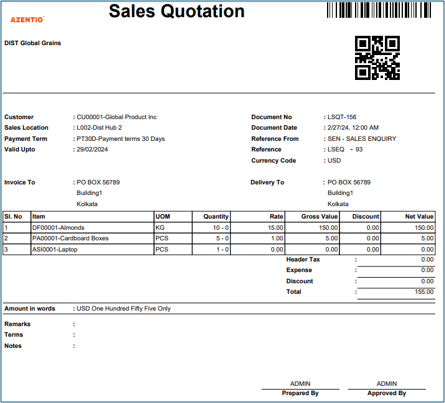 Sales Quotation
AZENTIO
DIST Global Grains
Customer : CU00001-Global Product Inc Document No : LSQT-156
Sales Location : L002-Dist Hub 2 Document Date : 2/27/24, 12:00 AM
Payment Term : PT30D-Payment terms 30 Days Reference From : SEN - SALES ENQUIRY
Valid Upto : 29/02/2024 Reference : LSEQ - 93
Currency Code : USD
Invoice To : PO BOX 56789 Delivery To : PO BOX 56789
Building1 Building1
Kolkata Kolkata
Sl. No Item UOM Quantity Rate Gross Value Discount Net Value
1 DF00001-Almonds KG 10 - 0 15.00 150.00 0.00 150.00
2 PA00001-Cardboard Boxes PCS 5 - 0 1.00 5.00 0.00 5.00
3 ASI0001-Laptop PCS 1 - 0 0.00 0.00 0.00 0.00
Header Tax : 0.00
Expense : 0.00
Discount : 0.00
Total : 155.00
Amount in words : USD One Hundred Fifty Five Only
Remarks :
Terms :
Notes :
ADMIN ADMIN
Prepared By Approved By